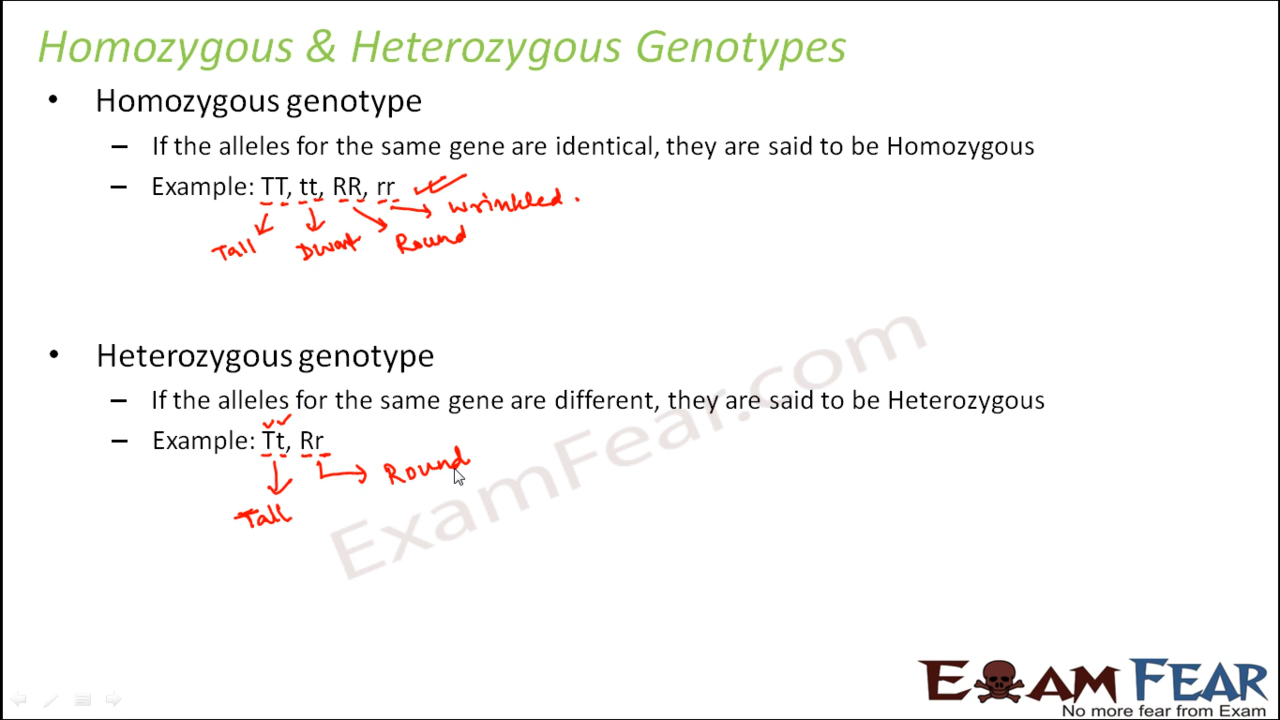 Homozygous & Heterozygous Genotypes
• Homozygous genotype
– If the alleles for the same gene are identical, they are said to be Homozygous
– Example: TT, tt, RR, rr
wrinkled.
Tall Dwarf Round
• Heterozygous genotype
– If the alleles for the same gene are different, they are said to be Heterozygous
– Example: Tt, Rr
Round
Tall
ExamFear.com
EXAM FEAR
No more fear from Exam